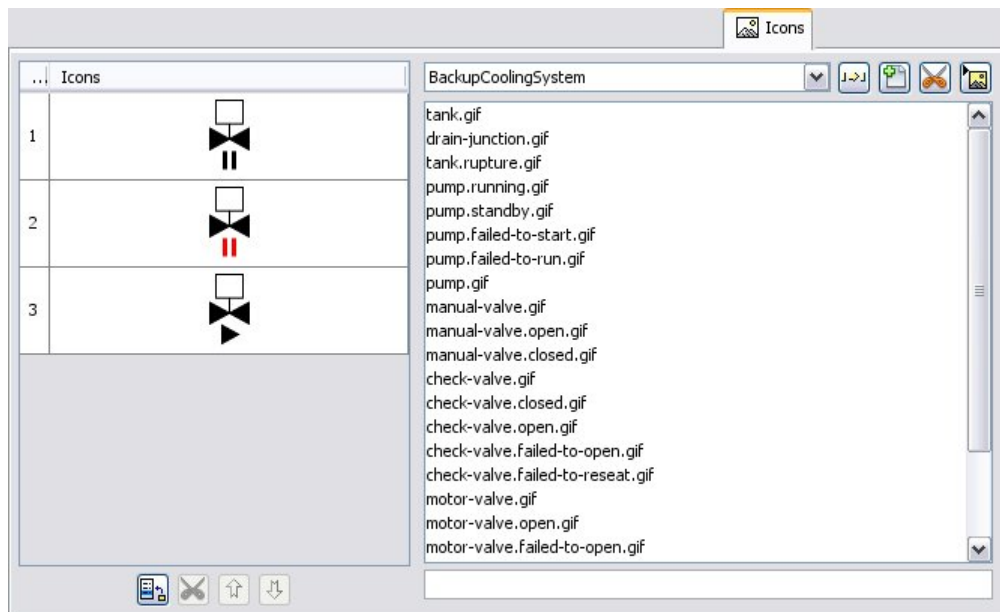 Icons
... Icons
BackupCoolingSystem
1
2
3
tank.gif
drain-junction.gif
tank.rupture.gif
pump.running.gif
pump.standby.gif
pump.failed-to-start.gif
pump.failed-to-run.gif
pump.gif
manual-valve.gif
manual-valve.open.gif
manual-valve.closed.gif
check-valve.gif
check-valve.closed.gif
check-valve.open.gif
check-valve.failed-to-open.gif
check-valve.failed-to-reseat.gif
motor-valve.gif
motor-valve.open.gif
motor-valve.failed-to-open.gif